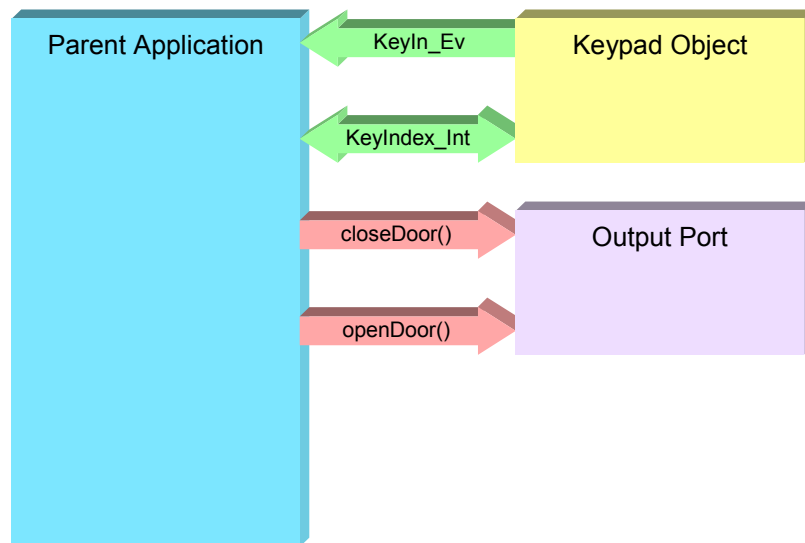 Parent Application
KeyIn_Ev
Keypad Object
KeyIndex_Int
closeDoor()
Output Port
openDoor()